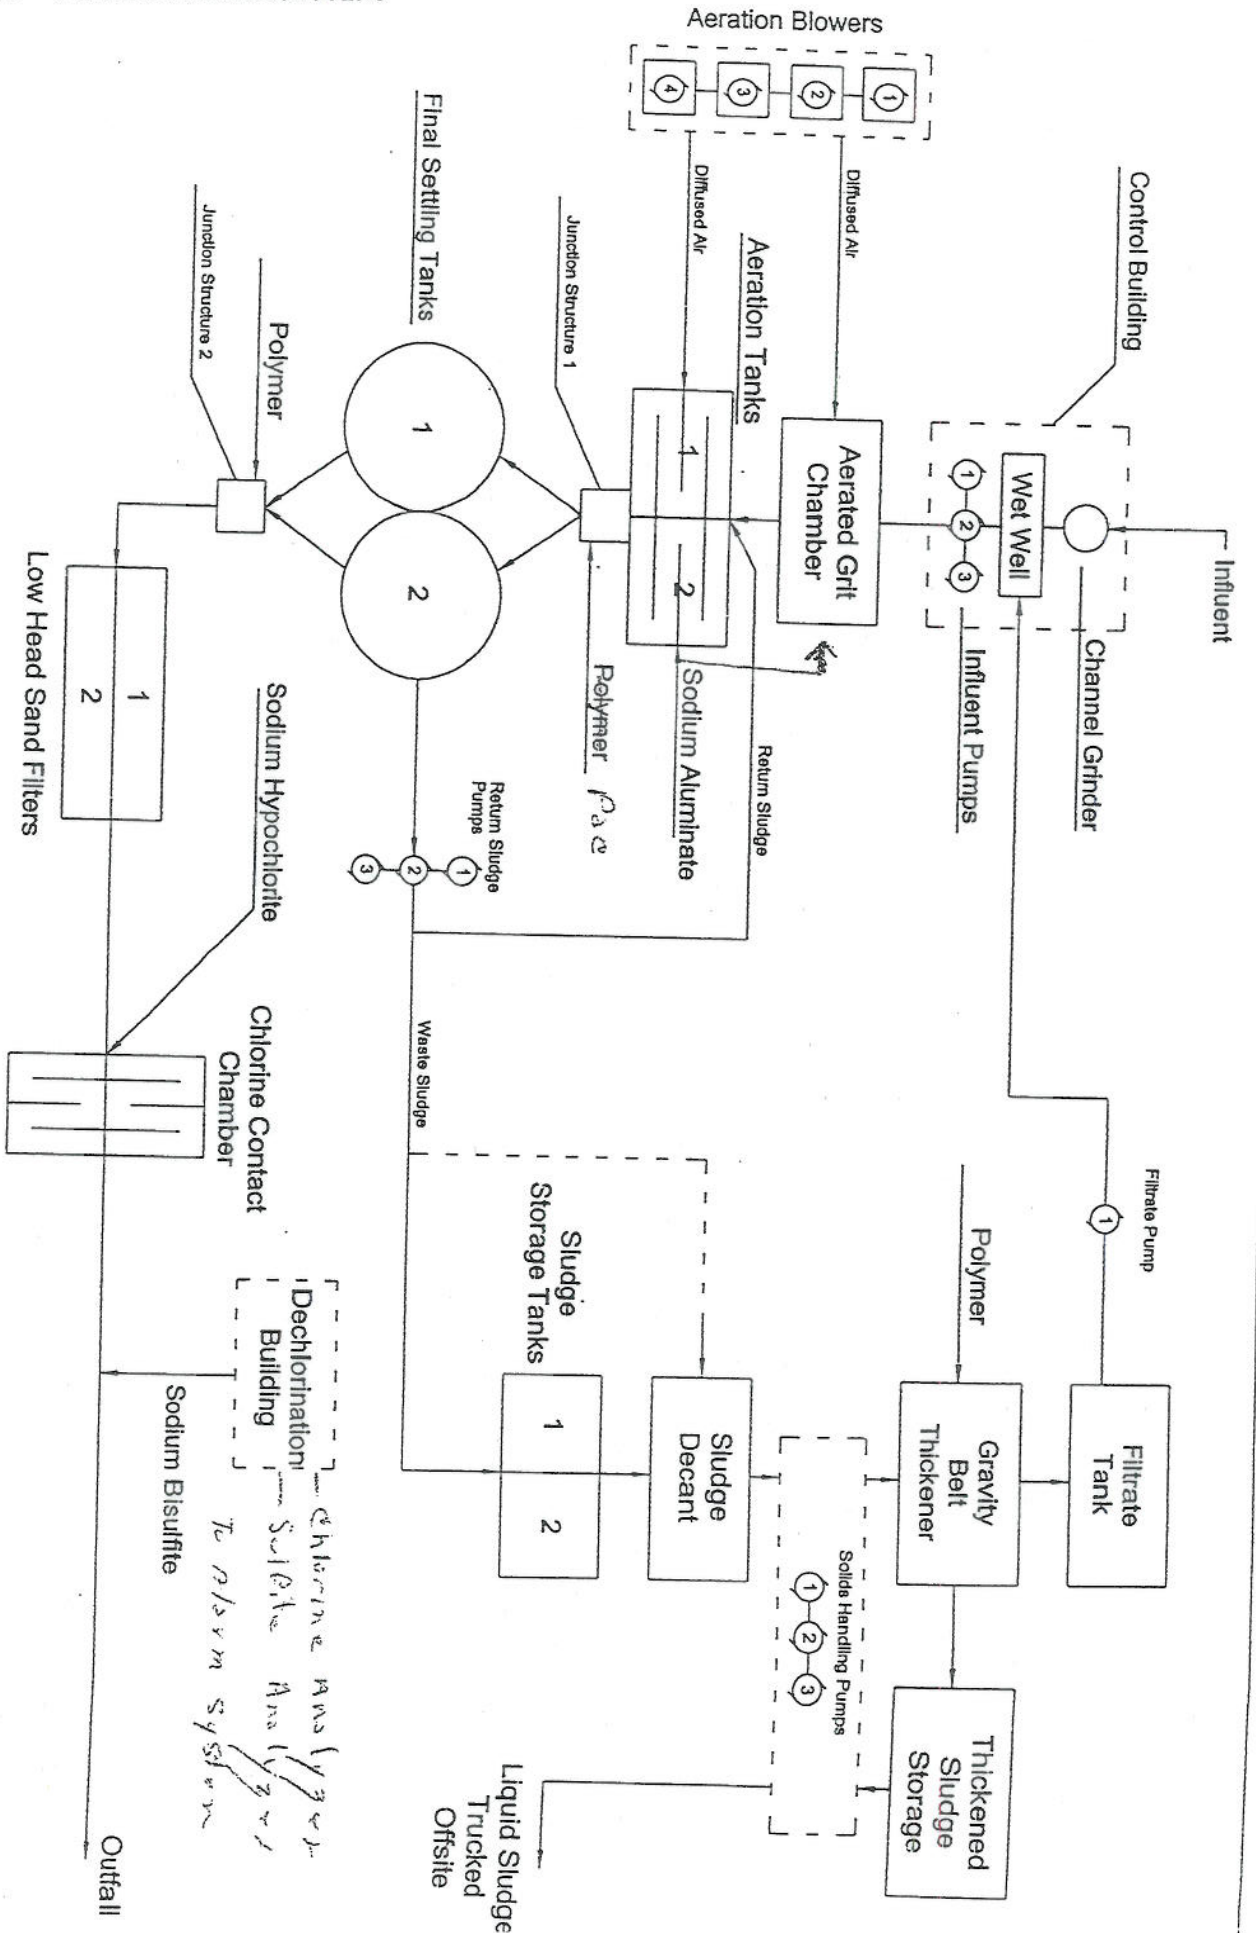 Influent
Control Building
Channel Grinder
Wet Well
1
2
3
Influent Pumps
Aeration Blowers
1
2
3
4
Diffused Air
Diffused Air
Aerated Grit
Chamber
Aeration Tanks
1
2
Return Sludge
Sodium Aluminate
Junction Structure 1
Polymer PAC
Final Settling Tanks
1
2
Return Sludge
Pumps
1
2
3
Waste Sludge
Polymer
Junction Structure 2
Low Head Sand Filters
1
2
Sodium Hypochlorite
Chlorine Contact
Chamber
Dechlorination
Building
Chlorine Analyzer
Sulfite Analyzer
To Alarm System
Sodium Bisulfite
Outfall
Filtrate Pump
1
Filtrate
Tank
Polymer
Gravity
Belt
Thickener
Thickened
Sludge
Storage
Solids Handling Pumps
1
2
3
Sludge
Decant
Sludge
Storage Tanks
1
2
Liquid Sludge
Trucked
Offsite